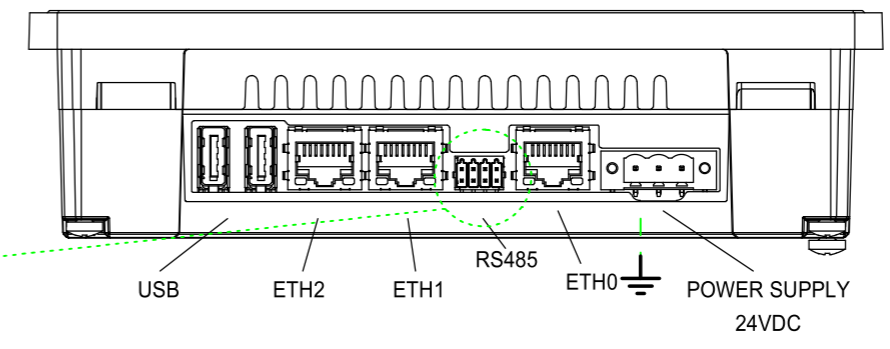 USB
ETH2
ETH1
RS485
ETH0
POWER SUPPLY
24VDC